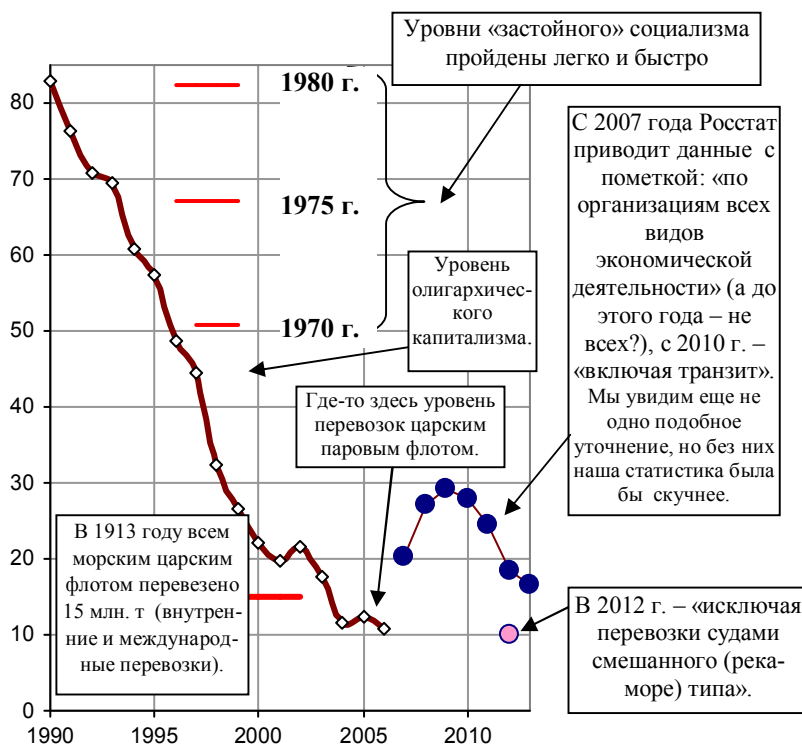 Уровни «застойного» социализма
пройдены легко и быстро
80
70
60
50
40
30
20
10
0
1990
1995
2000
2005
2010
1980 г.
1975 г.
1970 г.
Уровень
олигархичес-
кого
капитализма.
Где-то здесь уровень
перевозок царским
паровым флотом.
В 1913 году всем
морским царским
флотом перевезено
15 млн. т (внутрен-
ние и международ-
ные перевозки).
С 2007 года Росстат
приводит данные с
пометкой: «по
организациям всех
видов
экономической
деятельности» (а до
этого года – не
всех?), с 2010 г. –
«включая транзит».
Мы увидим еще не
одно подобное
уточнение, но без них
наша статистика была
бы скучнее.
В 2012 г. – «исключая
перевозки судами
смешанного (река-
море) типа».